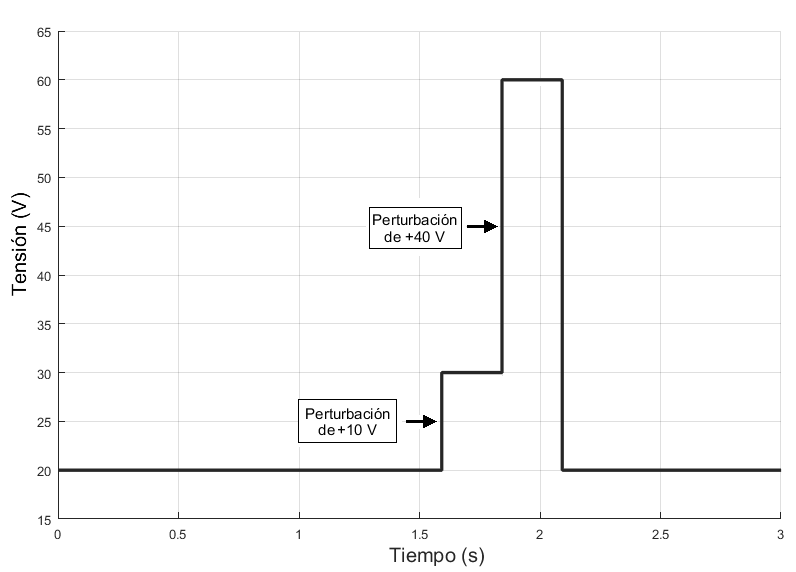 65
60
55
50
45
40
35
30
25
20
15
Tensión (V)
Perturbación
de +40 V
Perturbación
de +10 V
0 0.5 1 1.5 2 2.5 3
Tiempo (s)